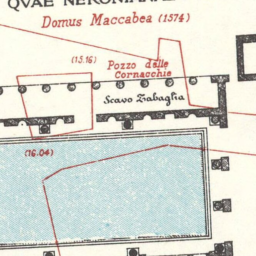 QVAE NERONIANAE
Domus Maccabea (1574)
(15.16)
Pozzo delle
Cornacchie
Scavo Zabaglia
(16.04)